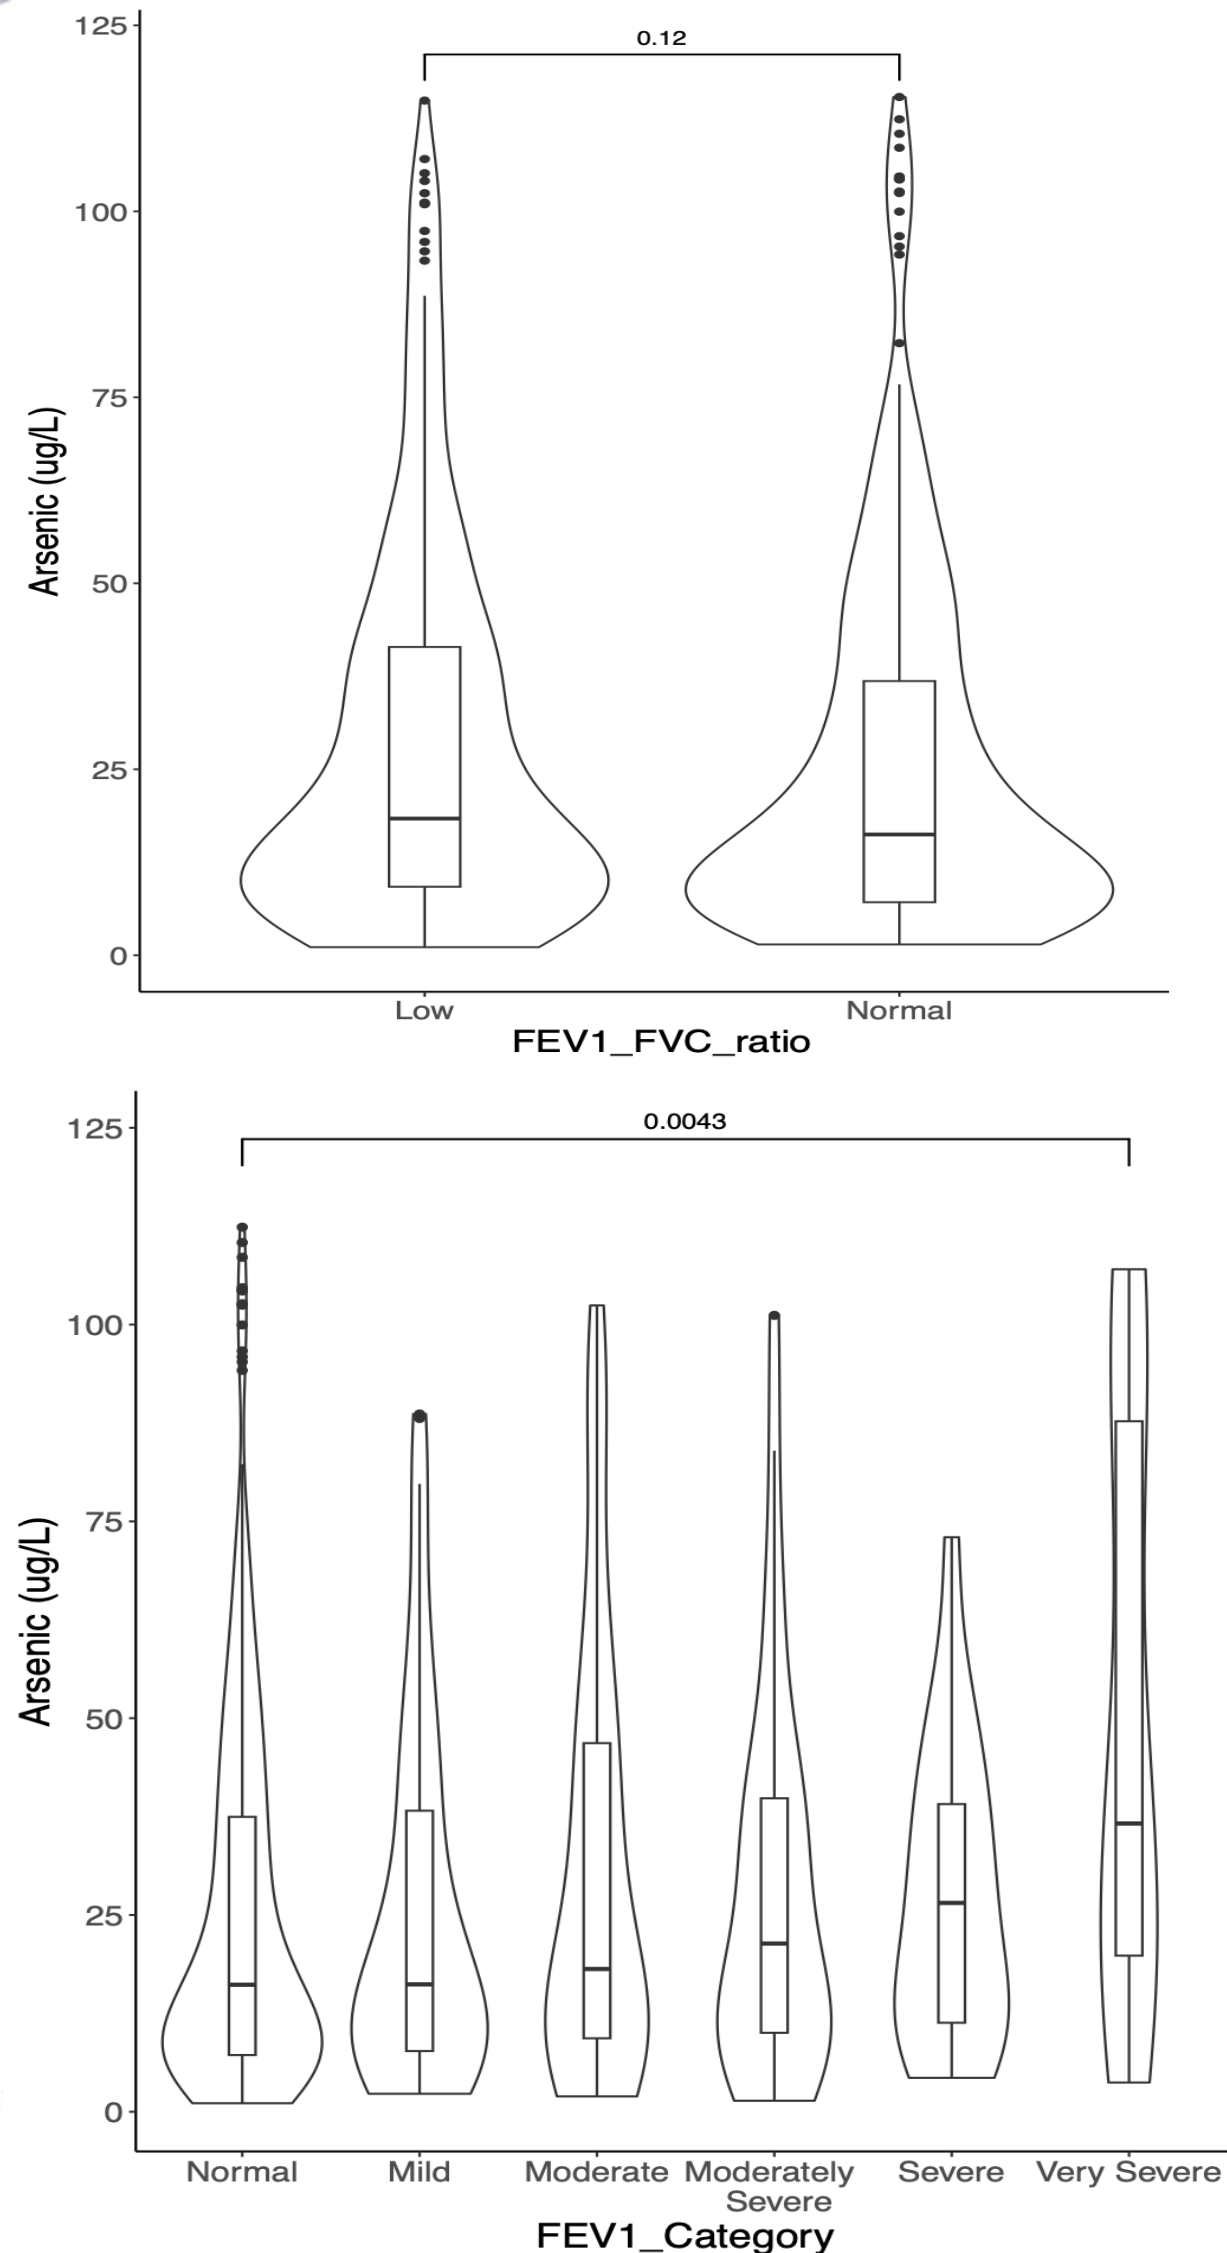 125
0.12
100
75
50
25
0
Arsenic (ug/L)
Low Normal
FEV1_FVC_ratio
125
0.0043
100
75
50
25
0
Arsenic (ug/L)
Normal Mild Moderate Moderately Severe Very Severe
Severe
FEV1_Category